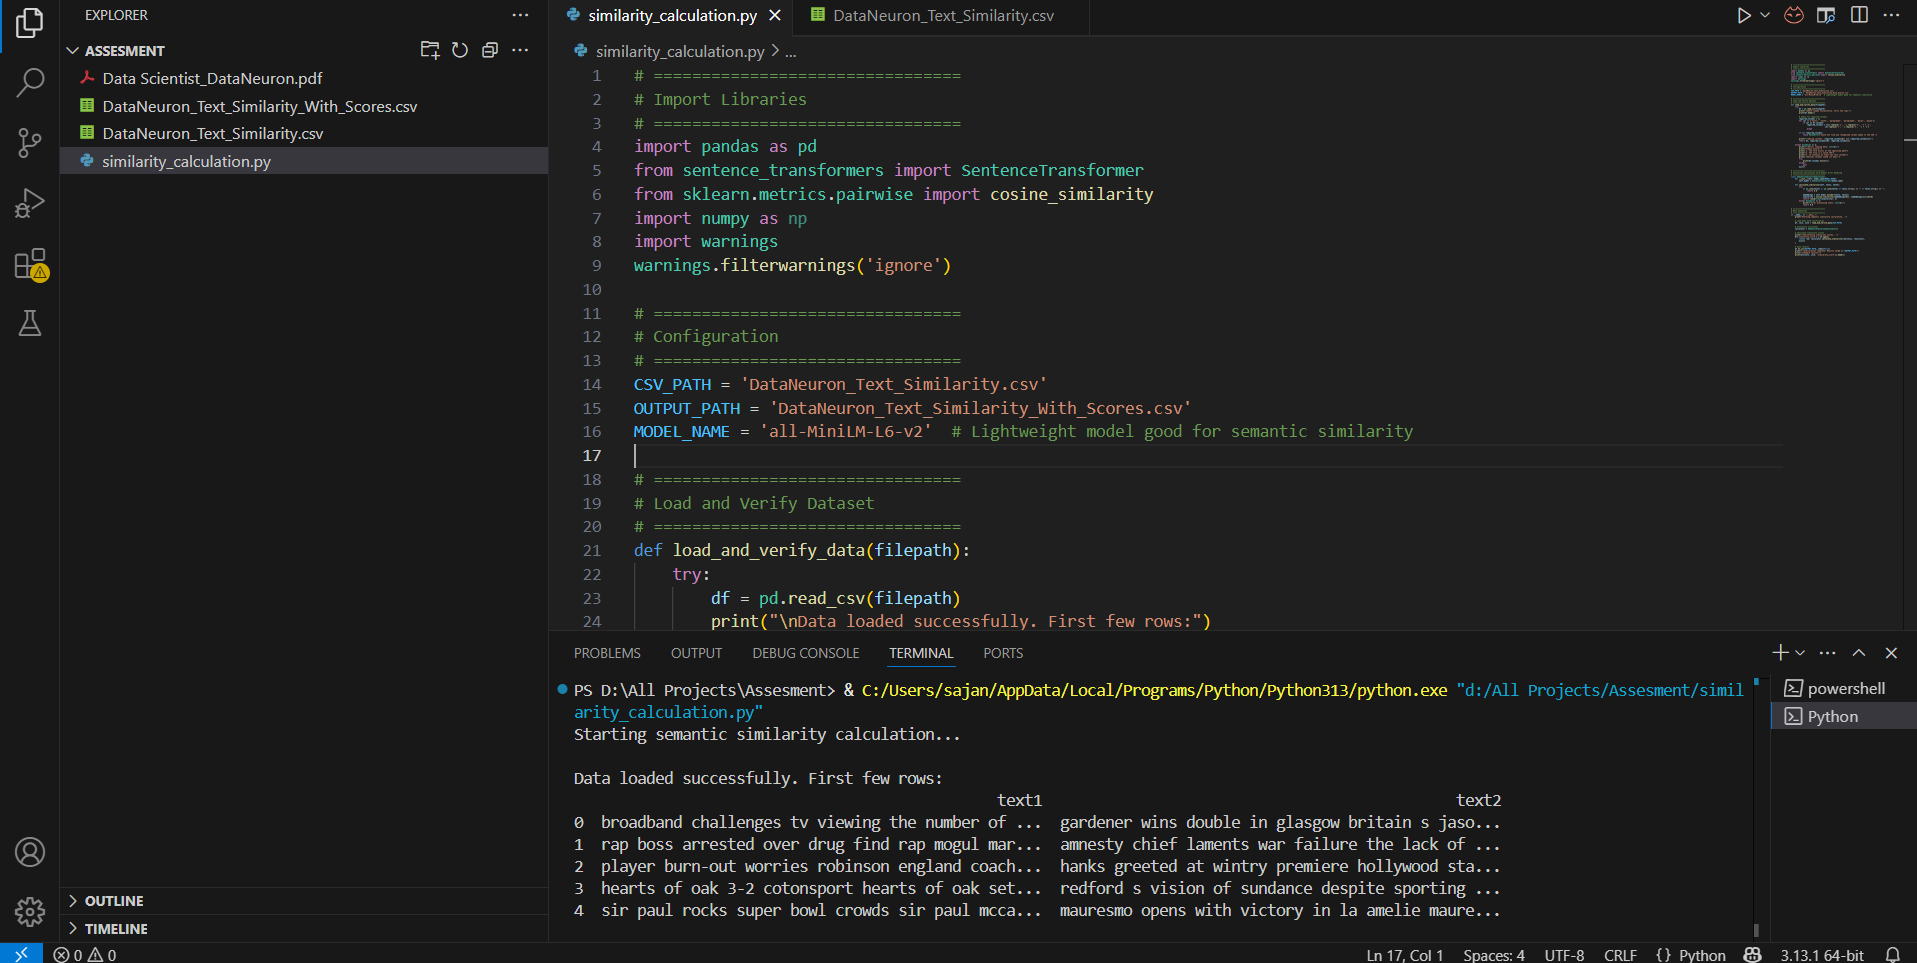 EXPLORER
ASSESMENT
Data Scientist_DataNeuron.pdf
DataNeuron_Text_Similarity_With_Scores.csv
DataNeuron_Text_Similarity.csv
similarity_calculation.py
OUTLINE
TIMELINE
similarity_calculation.py
DataNeuron_Text_Similarity.csv
similarity_calculation.py > ...
1 # ================================
2 # Import Libraries
3 # ================================
4 import pandas as pd
5 from sentence_transformers import SentenceTransformer
6 from sklearn.metrics.pairwise import cosine_similarity
7 import numpy as np
8 import warnings
9 warnings.filterwarnings('ignore')
10
11 # ================================
12 # Configuration
13 # ================================
14 CSV_PATH = 'DataNeuron_Text_Similarity.csv'
15 OUTPUT_PATH = 'DataNeuron_Text_Similarity_With_Scores.csv'
16 MODEL_NAME = 'all-MiniLM-L6-v2'  # Lightweight model good for semantic similarity
17
18 # ================================
19 # Load and Verify Dataset
20 # ================================
21 def load_and_verify_data(filepath):
22     try:
23         df = pd.read_csv(filepath)
24         print("\nData loaded successfully. First few rows:")
PROBLEMS OUTPUT DEBUG CONSOLE TERMINAL PORTS
PS D:\All Projects\Assesment> & C:/Users/sajan/AppData/Local/Programs/Python/Python313/python.exe "d:/All Projects/Assesment/simil
arity_calculation.py"
Starting semantic similarity calculation...
Data loaded successfully. First few rows:
text1 text2
0 broadband challenges tv viewing the number of ... gardener wins double in glasgow britain s jaso...
1 rap boss arrested over drug find rap mogul mar... amnesty chief laments war failure the lack of ...
2 player burn-out worries robinson england coach... hanks greeted at wintry premiere hollywood sta...
3 hearts of oak 3-2 cotonsport hearts of oak set... redford s vision of sundance despite sporting ...
4 sir paul rocks super bowl crowds sir paul mcca... mauresmo opens with victory in la amelie maure...
powershell
Python
0 0 Ln 17, Col 1 Spaces: 4 UTF-8 CRLF {} Python 3.13.1 64-bit